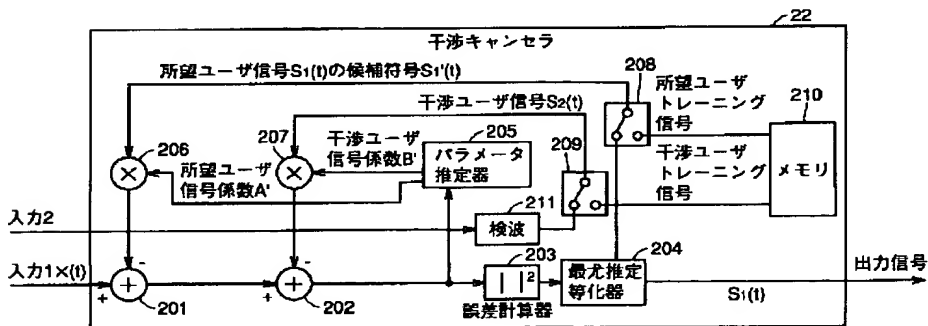 22
干渉キャンセラ
所望ユーザ信号S1(t)の候補符号S1'(t)
208
所望ユーザ
トレーニング
信号
210
干渉ユーザ信号S2(t)
207
干渉ユーザ
信号係数B'
205
パラメータ
推定器
209
干渉ユーザ
トレーニング
信号
メモリ
206
所望ユーザ
信号係数A'
入力2
211
検波
203
204
入力1x(t)
-
-
+
+
| |²
最尤推定
等化器
出力信号
201
202
誤差計算器
S1(t)